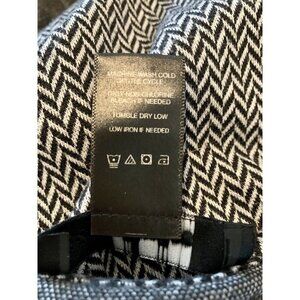 MACHINE WASH COLD
GENTLE CYCLE
ONLY NON-CHLORINE
BLEACH IF NEEDED
TUMBLE DRY LOW
LOW IRON IF NEEDED